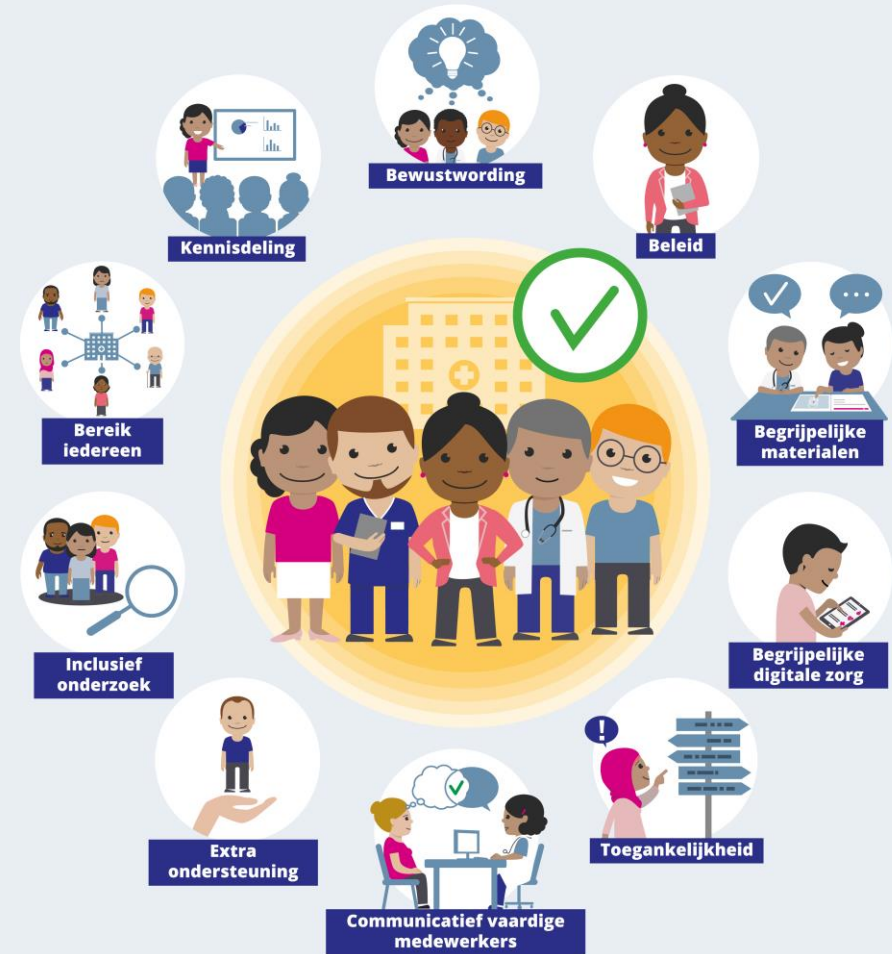 Bewustwording
Beleid
Begrijpelijke
materialen
Begrijpelijke
digitale zorg
Toegankelijkheid
Communicatief vaardige
medewerkers
Extra
ondersteuning
Inclusief
onderzoek
Bereik
iedereen
Kennisdeling